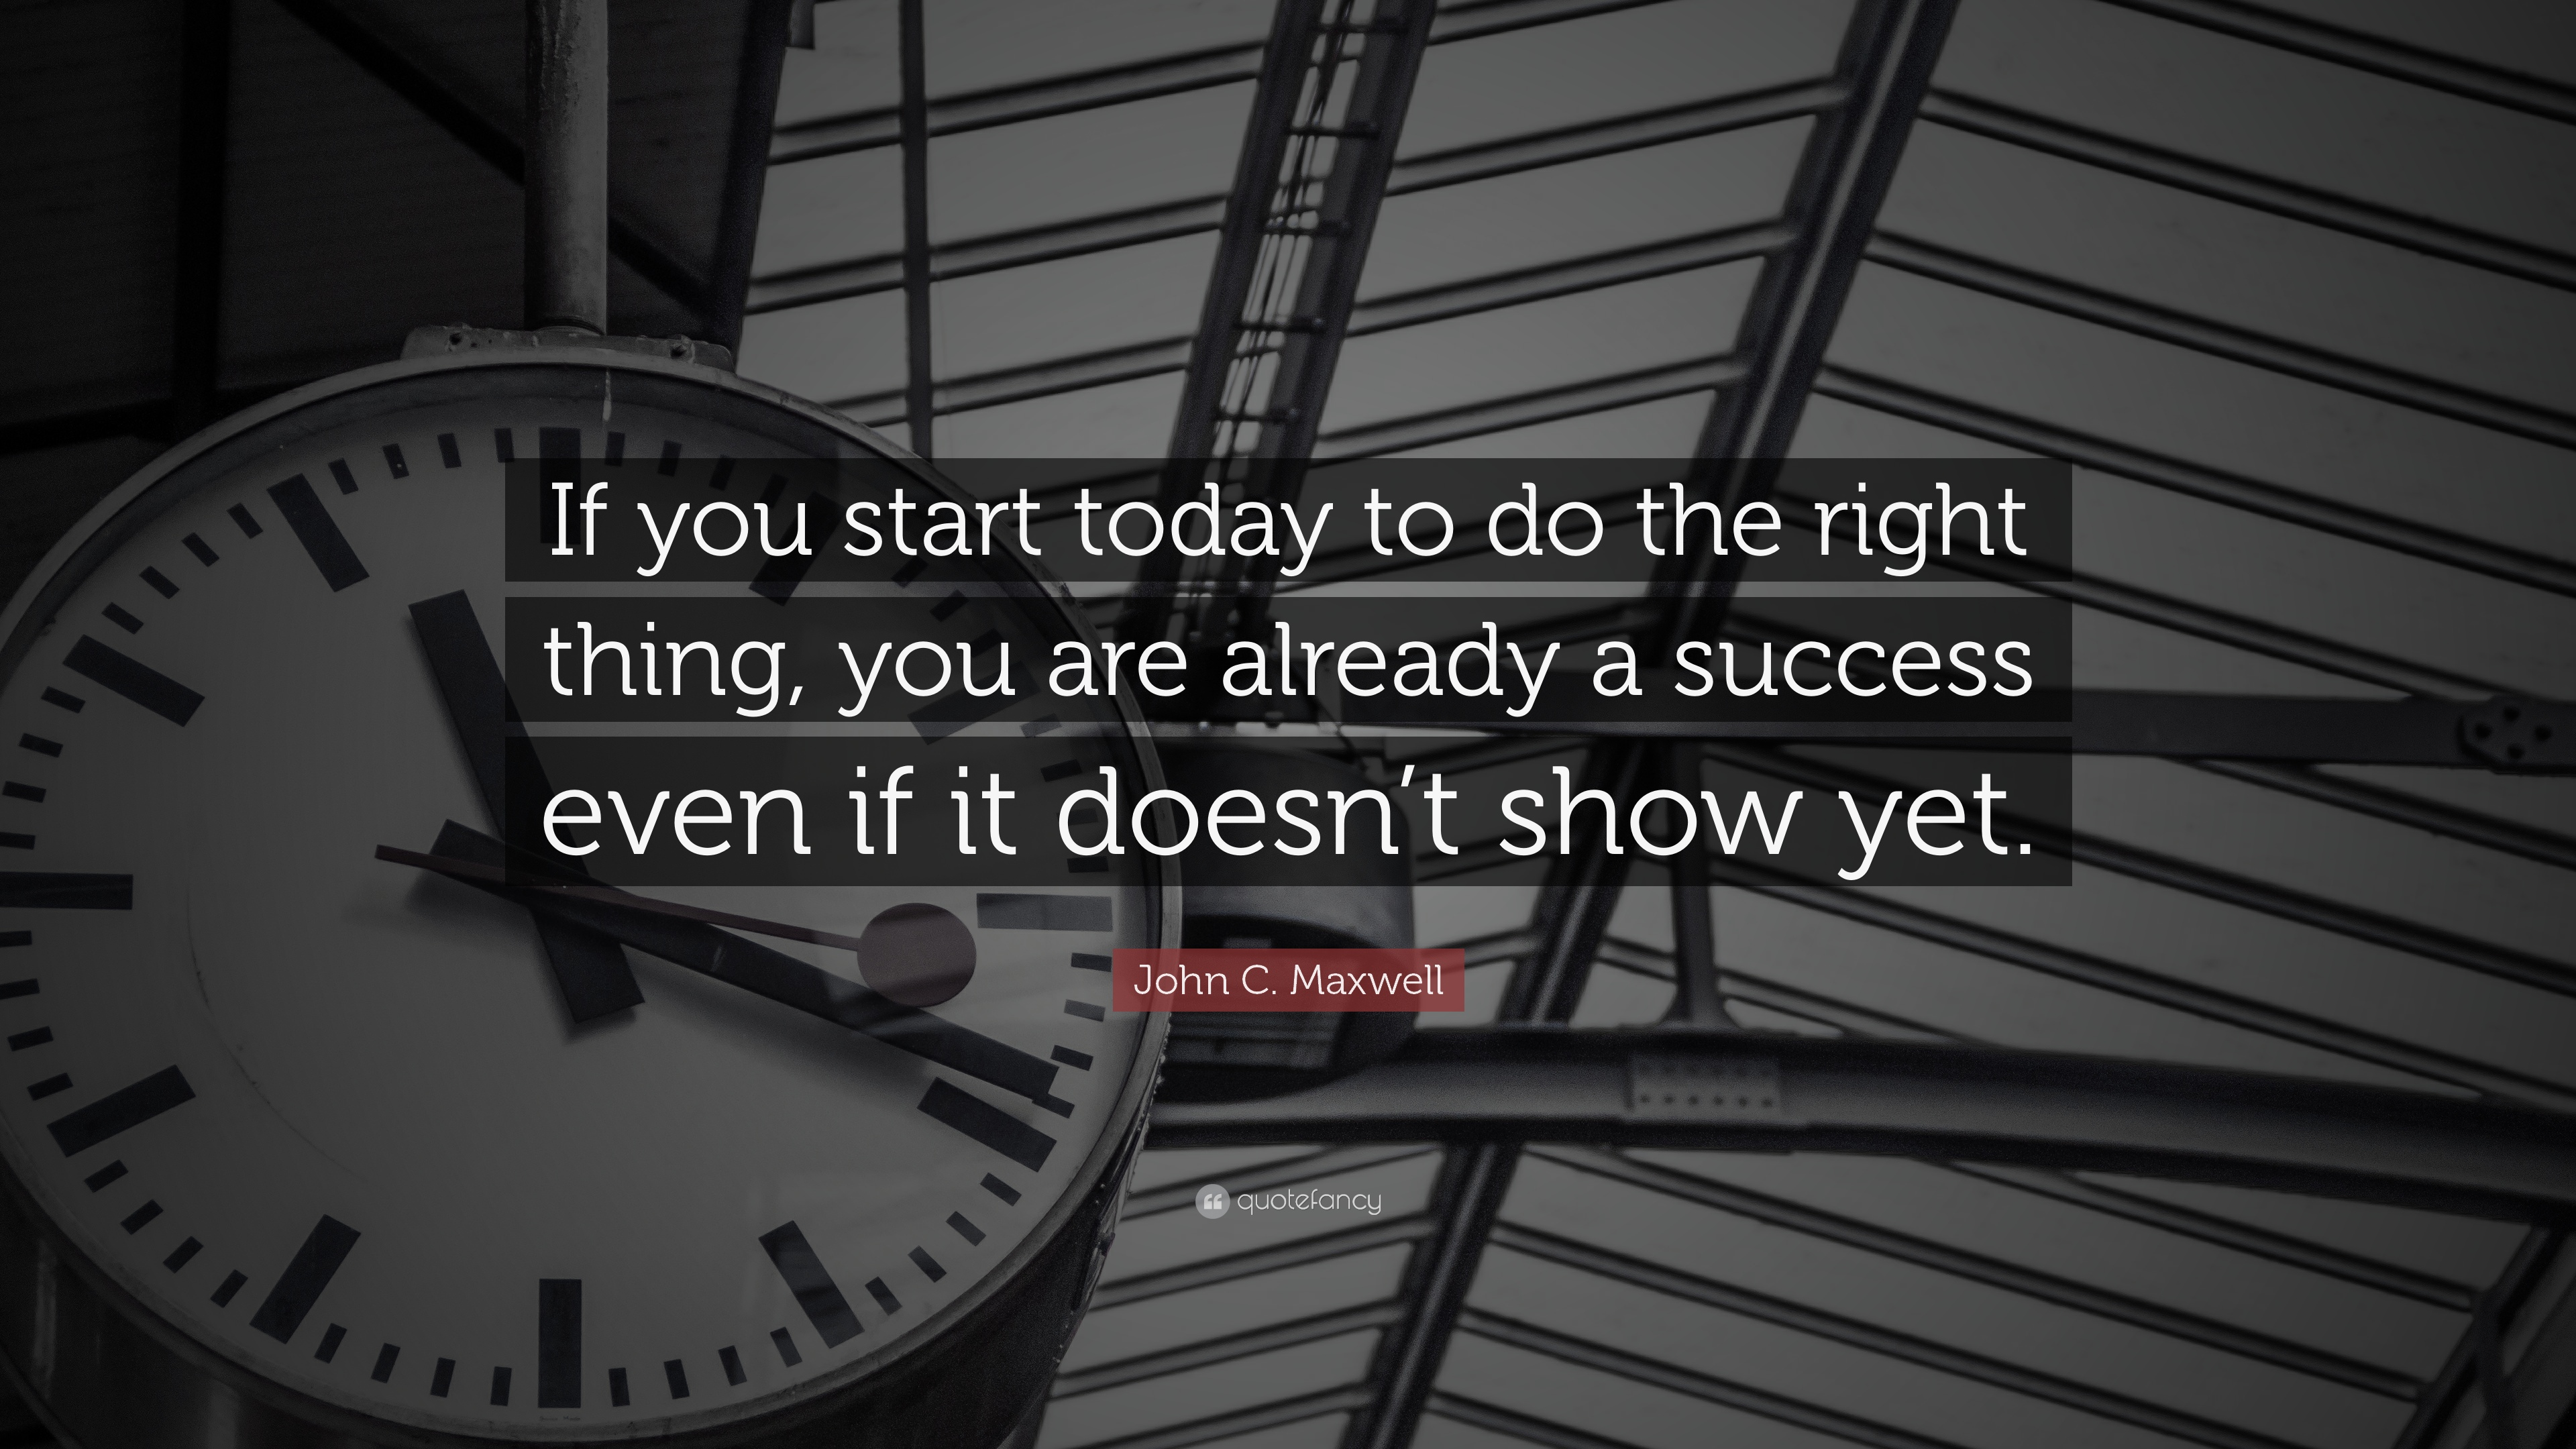 If you start today to do the right
thing, you are already a success
even if it doesn’t show yet.
John C. Maxwell
quotefancy